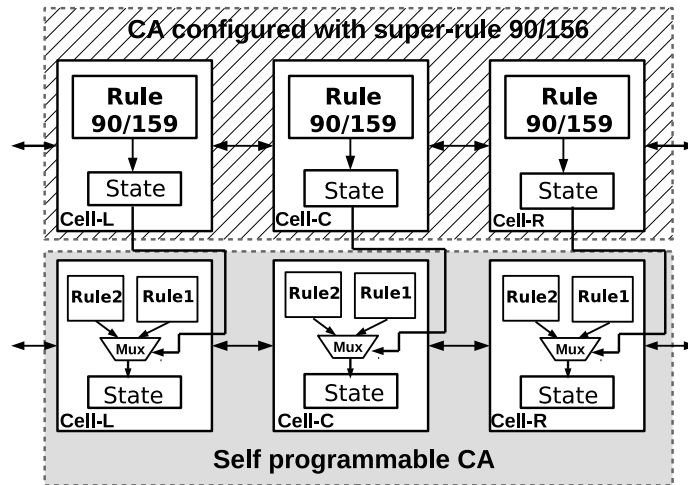 CA configured with super-rule 90/156
Rule
90/159
Rule
90/159
Rule
90/159
State
State
State
Cell-L
Cell-C
Cell-R
Rule2
Rule1
Rule2
Rule1
Rule2
Rule1
Mux
Mux
Mux
State
State
State
Cell-L
Cell-C
Cell-R
Self programmable CA